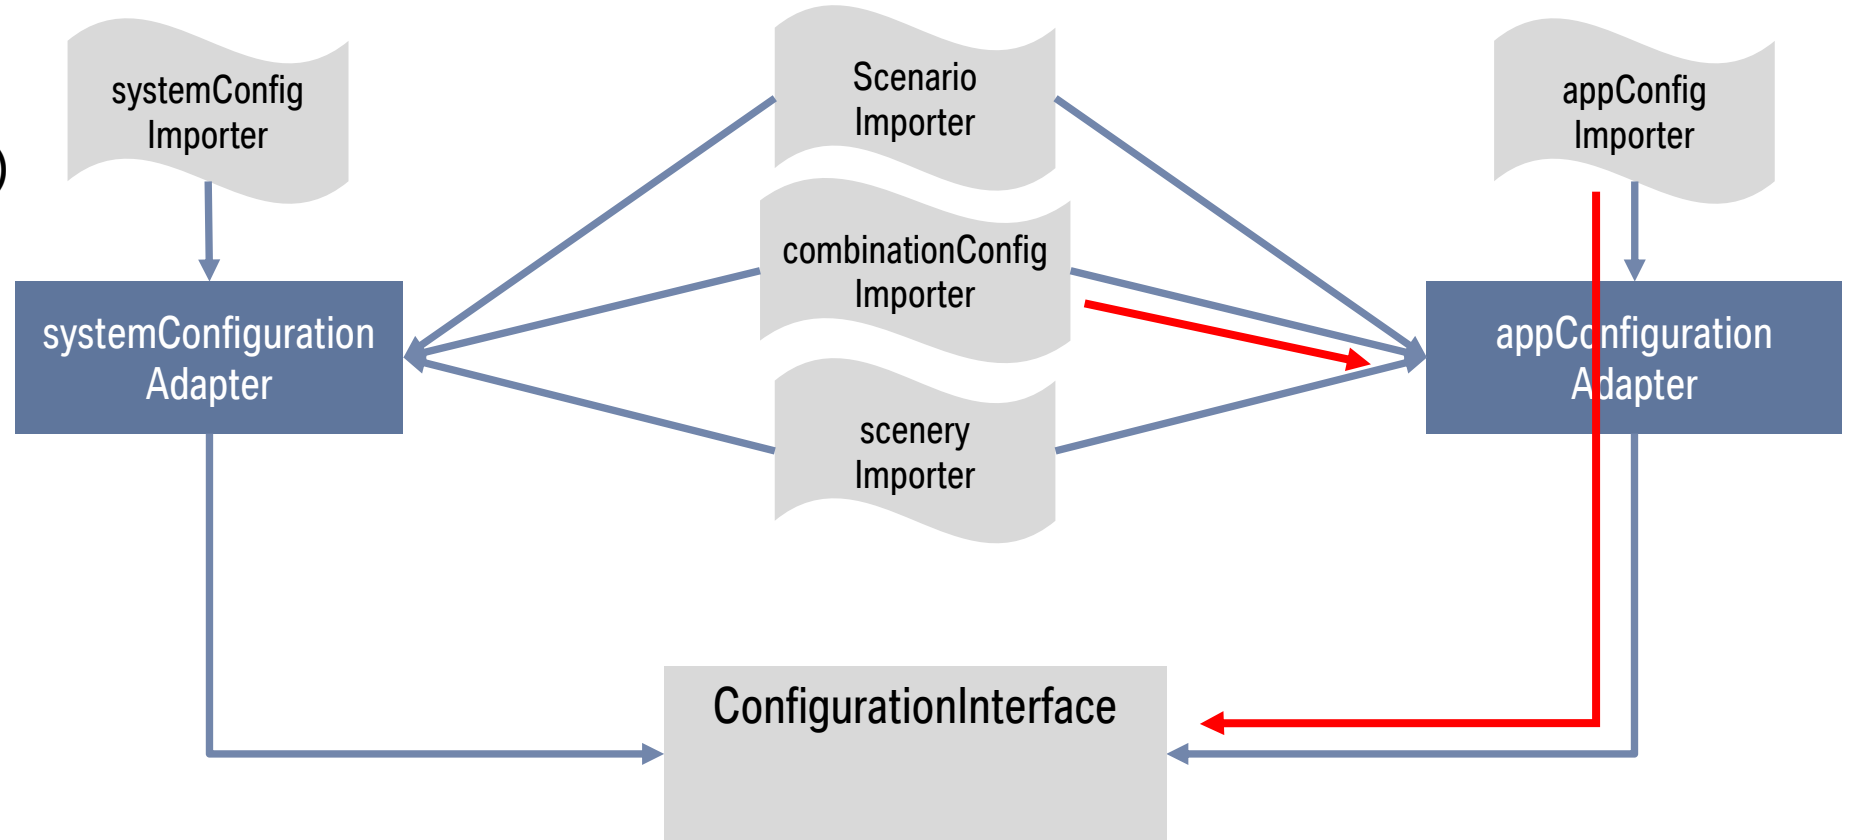 systemConfig
Importer
Scenario
Importer
appConfig
Importer
)
combinationConfig
Importer
systemConfiguration
Adapter
appConfiguration
Adapter
scenery
Importer
ConfigurationInterface